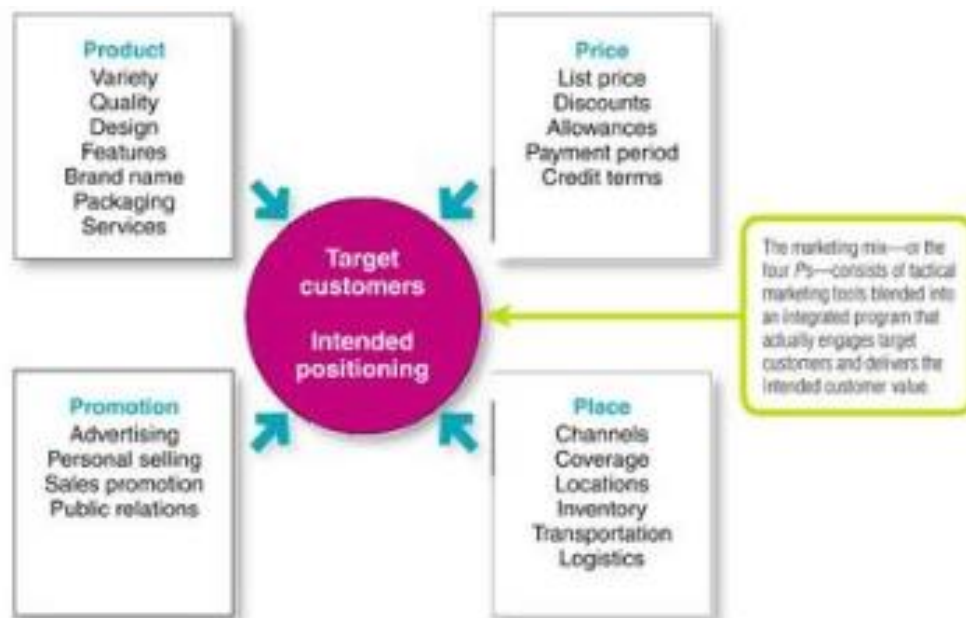 Product
Variety
Quality
Design
Features
Brand name
Packaging
Services
Price
List price
Discounts
Allowances
Payment period
Credit terms
Target
customers
Intended
positioning
The marketing mix—or the
four Ps—consists of tactical
marketing tools blended into
an integrated program that
actually engages target
customers and delivers the
intended customer value.
Promotion
Advertising
Personal selling
Sales promotion
Public relations
Place
Channels
Coverage
Locations
Inventory
Transportation
Logistics